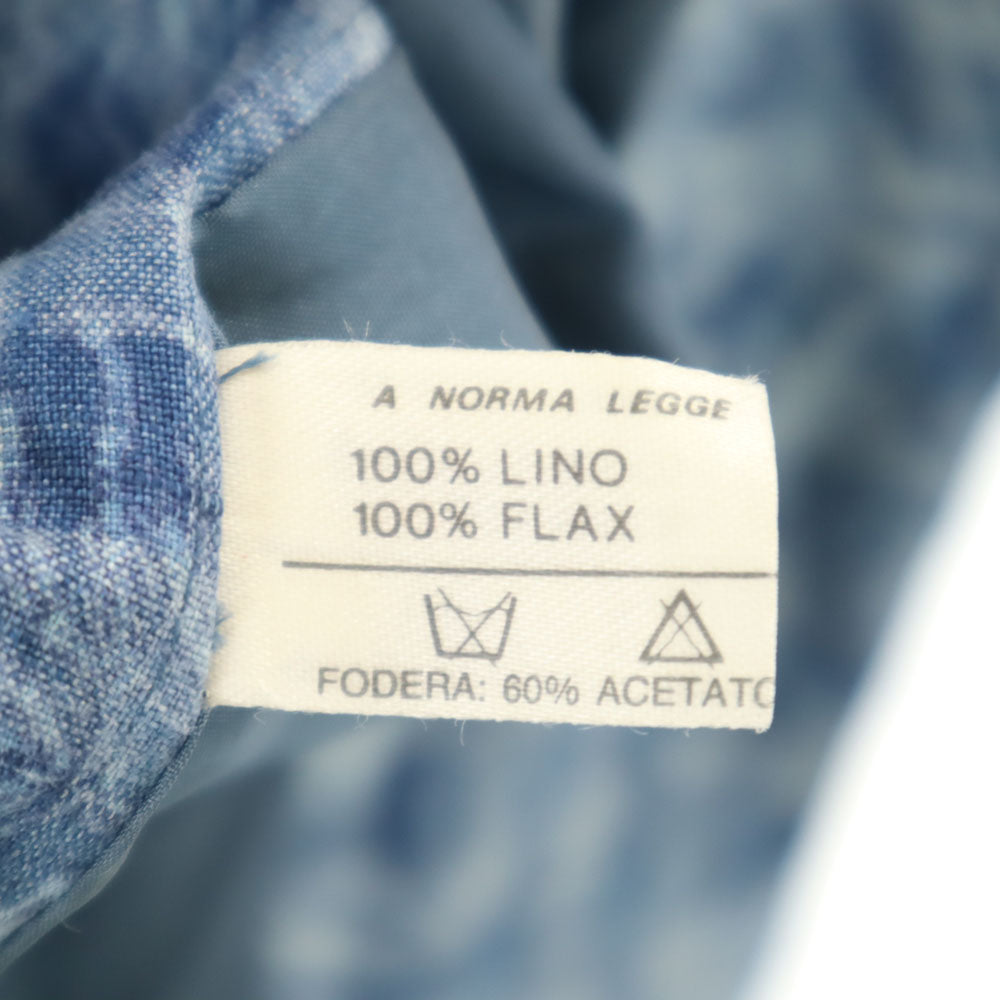 A NORMA LEGGE
100% LINO
100% FLAX
FODERA: 60% ACETATO